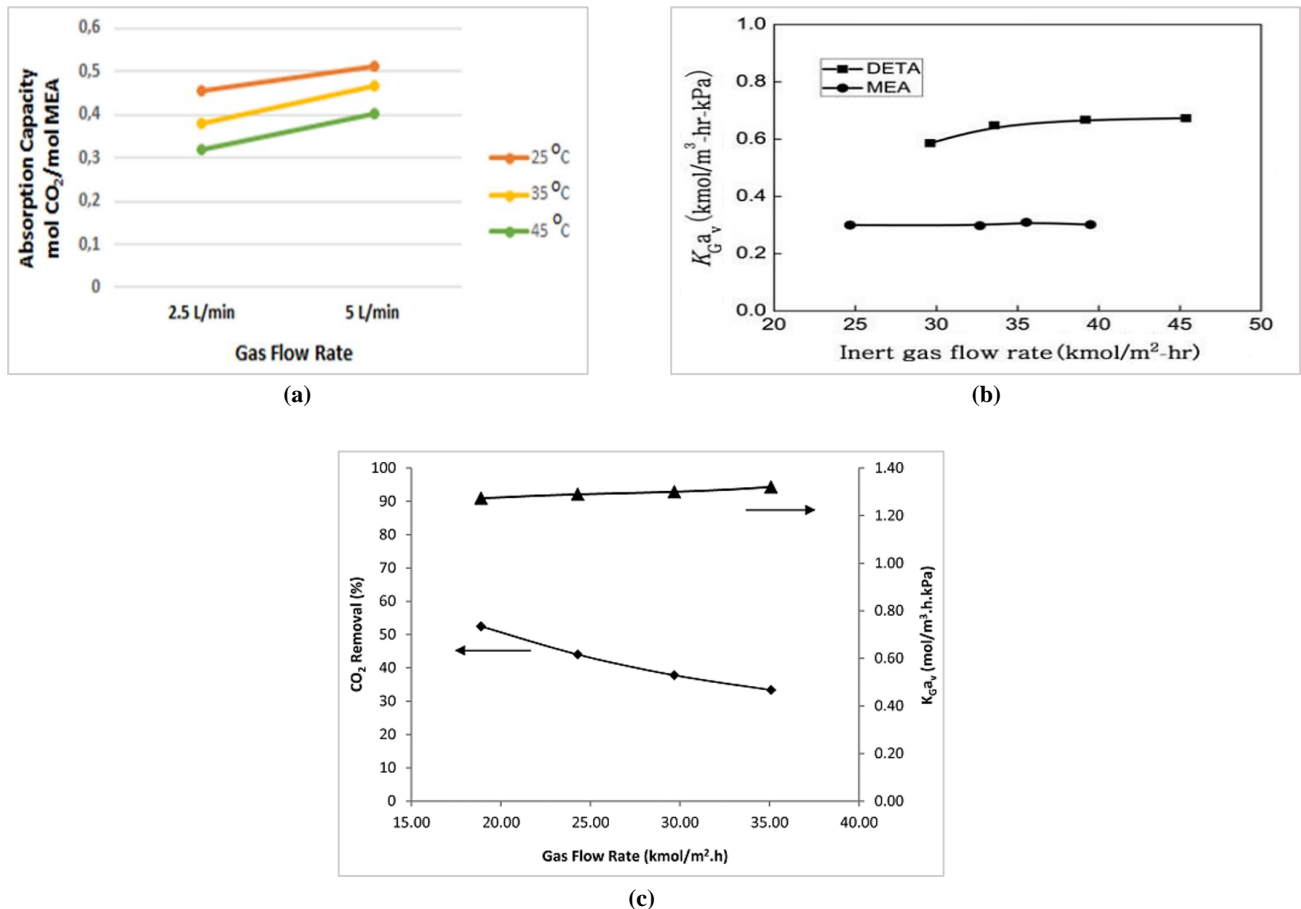 0,6
0,5
0,4
0,3
0,2
0,1
0
Absorption Capacity
mol CO2/mol MEA
2.5 L/min
5 L/min
Gas Flow Rate
25 °C
35 °C
45 °C
(a)
1.0
0.8
0.6
0.4
0.2
0.0
KGav (kmol/m³-hr-kPa)
DETA
MEA
20 25 30 35 40 45 50
Inert gas flow rate (kmol/m²-hr)
(b)
100
90
80
70
60
50
40
30
20
10
0
CO2 Removal (%)
1.40
1.20
1.00
0.80
0.60
0.40
0.20
0.00
KGav (mol/m³.h.kPa)
15.00 20.00 25.00 30.00 35.00 40.00
Gas Flow Rate (kmol/m².h)
(c)